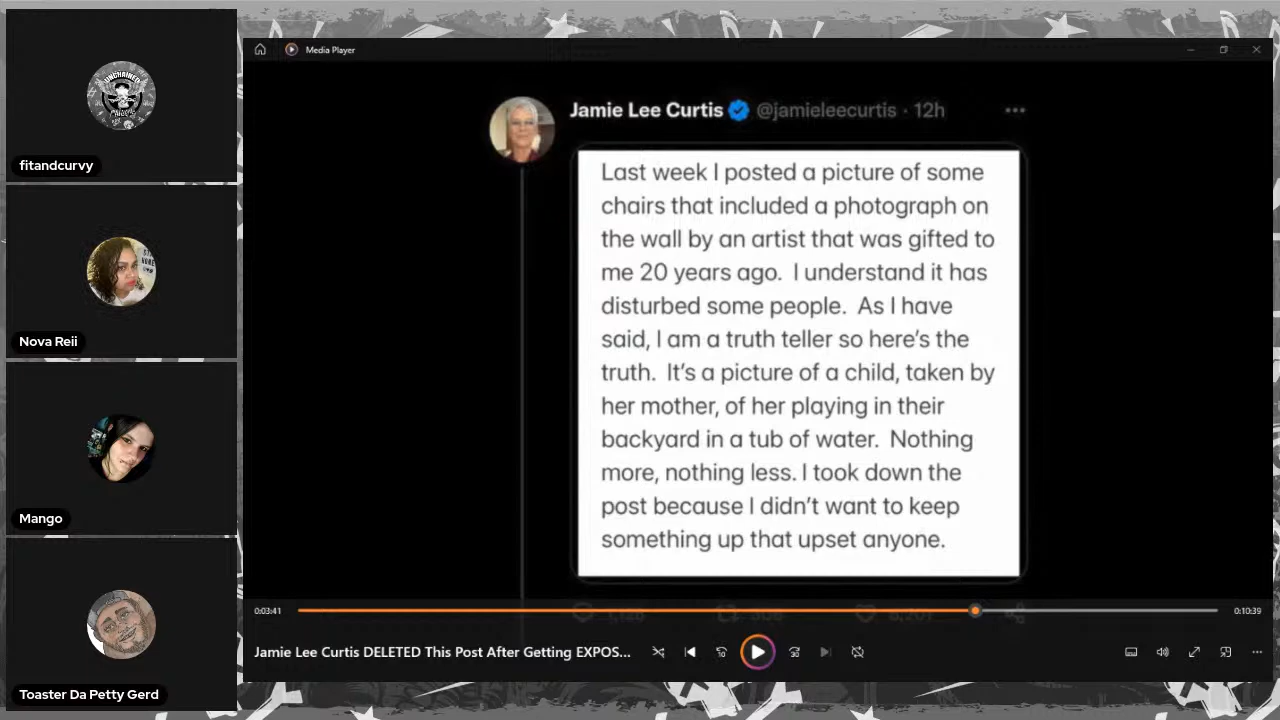 Media Player
fitandcurvy
Nova Reii
Mango
Toaster Da Petty Gerd
Jamie Lee Curtis @jamieleecurtis · 12h
Last week I posted a picture of some
chairs that included a photograph on
the wall by an artist that was gifted to
me 20 years ago. I understand it has
disturbed some people. As I have
said, I am a truth teller so here's the
truth. It's a picture of a child, taken by
her mother, of her playing in their
backyard in a tub of water. Nothing
more, nothing less. I took down the
post because I didn't want to keep
something up that upset anyone.
0:03:41
0:10:39
Jamie Lee Curtis DELETED This Post After Getting EXPOS...
10
30